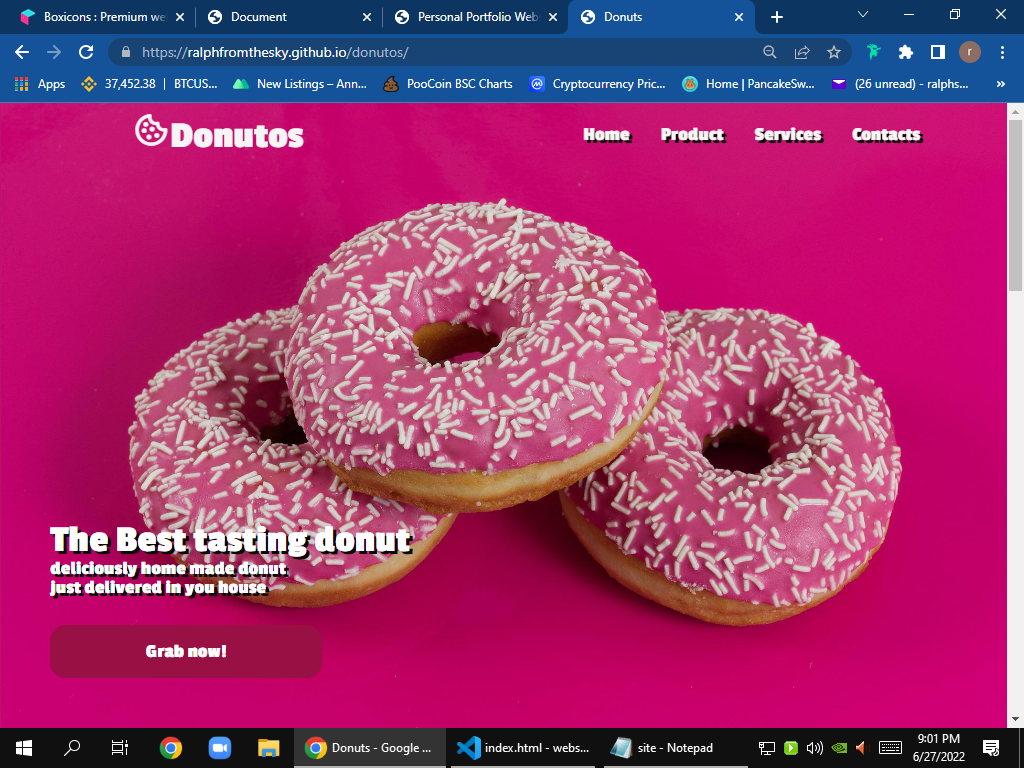 Boxicons : Premium we
Document
Personal Portfolio Web
Donuts
https://ralphfromthesky.github.io/donutos/
r
Apps
37,452.38 | BTCUS...
New Listings – Ann...
PooCoin BSC Charts
Cryptocurrency Pric...
Home | PancakeSw...
(26 unread) - ralphs...
»
Donutos
Home
Product
Services
Contacts
The Best tasting donut
deliciously home made donut
just delivered in you house
Grab now!
Donuts - Google ...
index.html - webs...
site - Notepad
9:01 PM
6/27/2022